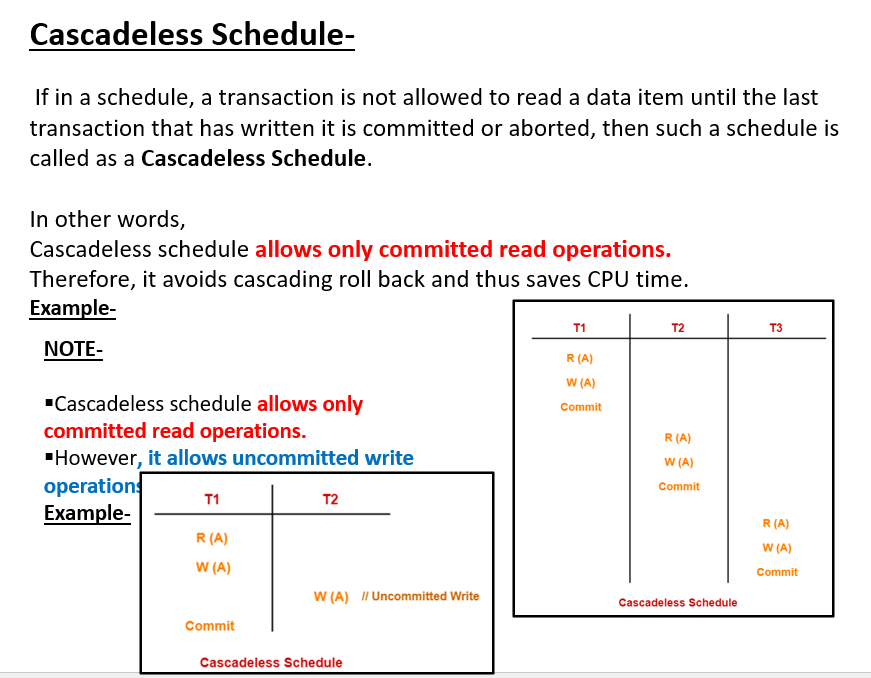 Cascadeless Schedule-
If in a schedule, a transaction is not allowed to read a data item until the last
transaction that has written it is committed or aborted, then such a schedule is
called as a Cascadeless Schedule.
In other words,
Cascadeless schedule allows only committed read operations.
Therefore, it avoids cascading roll back and thus saves CPU time.
Example-
NOTE-
▪Cascadeless schedule allows only
committed read operations.
▪However, it allows uncommitted write
operations
Example-
T1 T2
R (A)
W (A)
W (A) // Uncommitted Write
Commit
Cascadeless Schedule
T1 T2 T3
R (A)
W (A)
Commit
R (A)
W (A)
Commit
R (A)
W (A)
Commit
Cascadeless Schedule